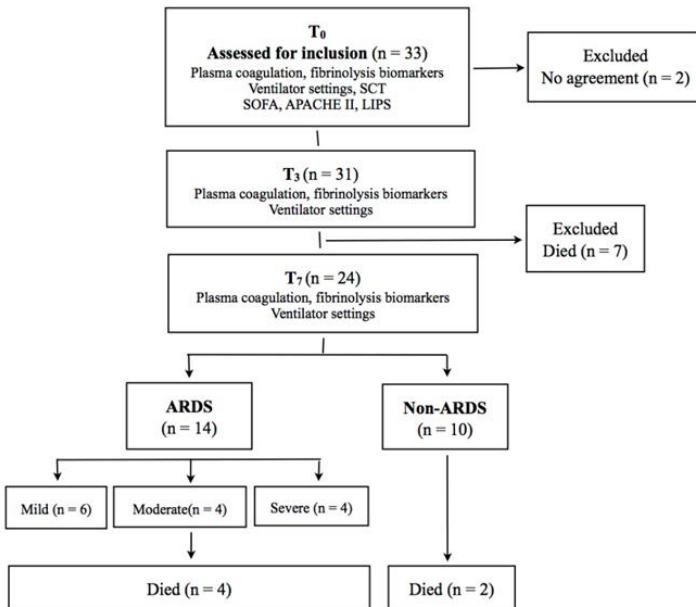 T₀
Assessed for inclusion (n = 33)
Plasma coagulation, fibrinolysis biomarkers
Ventilator settings, SCT
SOFA, APACHE II, LIPS
Excluded
No agreement (n = 2)
T₃ (n = 31)
Plasma coagulation, fibrinolysis biomarkers
Ventilator settings
Excluded
Died (n = 7)
T₇ (n = 24)
Plasma coagulation, fibrinolysis biomarkers
Ventilator settings
ARDS
(n = 14)
Non-ARDS
(n = 10)
Mild (n = 6)
Moderate(n = 4)
Severe (n = 4)
Died (n = 4)
Died (n = 2)